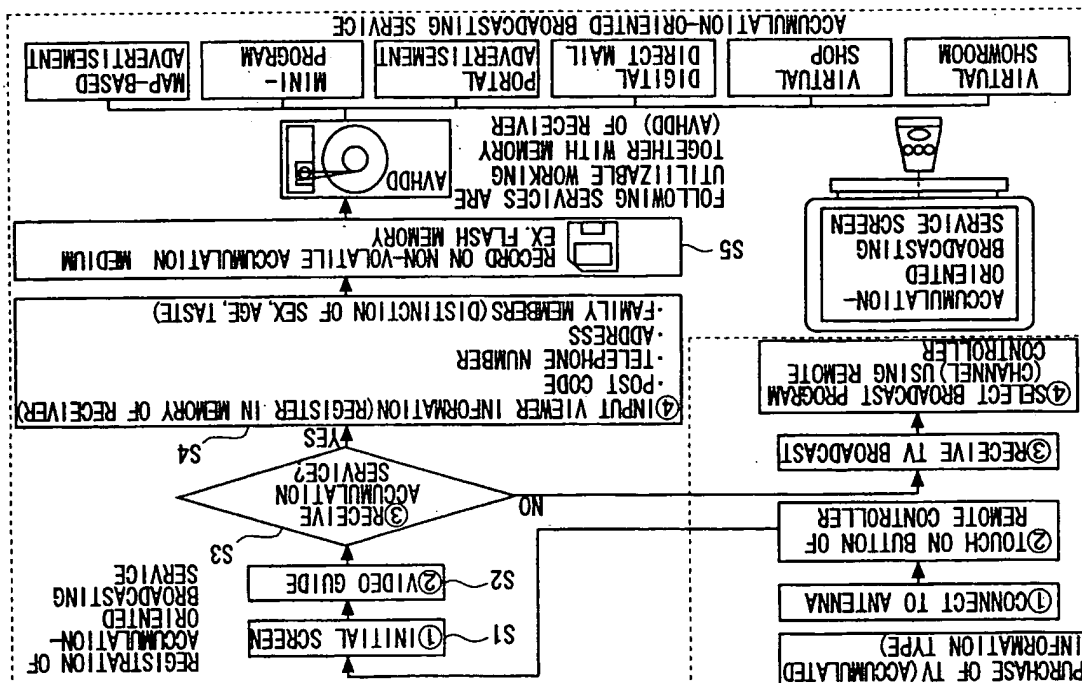 PURCHASE OF TV(ACCUMULATED
INFORMATION TYPE)
①CONNECT TO ANTENNA
②TOUCH ON BUTTON OF
REMOTE CONTROLLER
③RECEIVE TV BROADCAST
④SELECT BROADCAST PROGRAM
(CHANNEL)USING REMOTE
CONTROLLER
REGISTRATION OF
ACCUMULATION-
ORIENTED
BROADCASTING
SERVICE
①INITIAL SCREEN
S1
②VIDEO GUIDE
S2
③RECEIVE
ACCUMULATION
SERVICE?
S3
NO
YES
S4
④INPUT VIEWER INFORMATION(REGISTER IN MEMORY OF RECEIVER)
·POST CODE
·TELEPHONE NUMBER
·ADDRESS
·FAMILY MEMBERS(DISTINCTION OF SEX, AGE, TASTE)
RECORD ON NON-VOLATILE ACCUMULATION MEDIUM
EX. FLASH MEMORY
S5
ACCUMULATION-
ORIENTED
BROADCASTING
SERVICE SCREEN
FOLLOWING SERVICES ARE
UTILIZABLE WORKING
TOGETHER WITH MEMORY
(AVHDD) OF RECEIVER
AVHDD
VIRTUAL
SHOWROOM
VIRTUAL
SHOP
DIGITAL
DIRECT MAIL
PORTAL
ADVERTISEMENT
MINI-
PROGRAM
MAP-BASED
ADVERTISEMENT
ACCUMULATION-ORIENTED BROADCASTING SERVICE